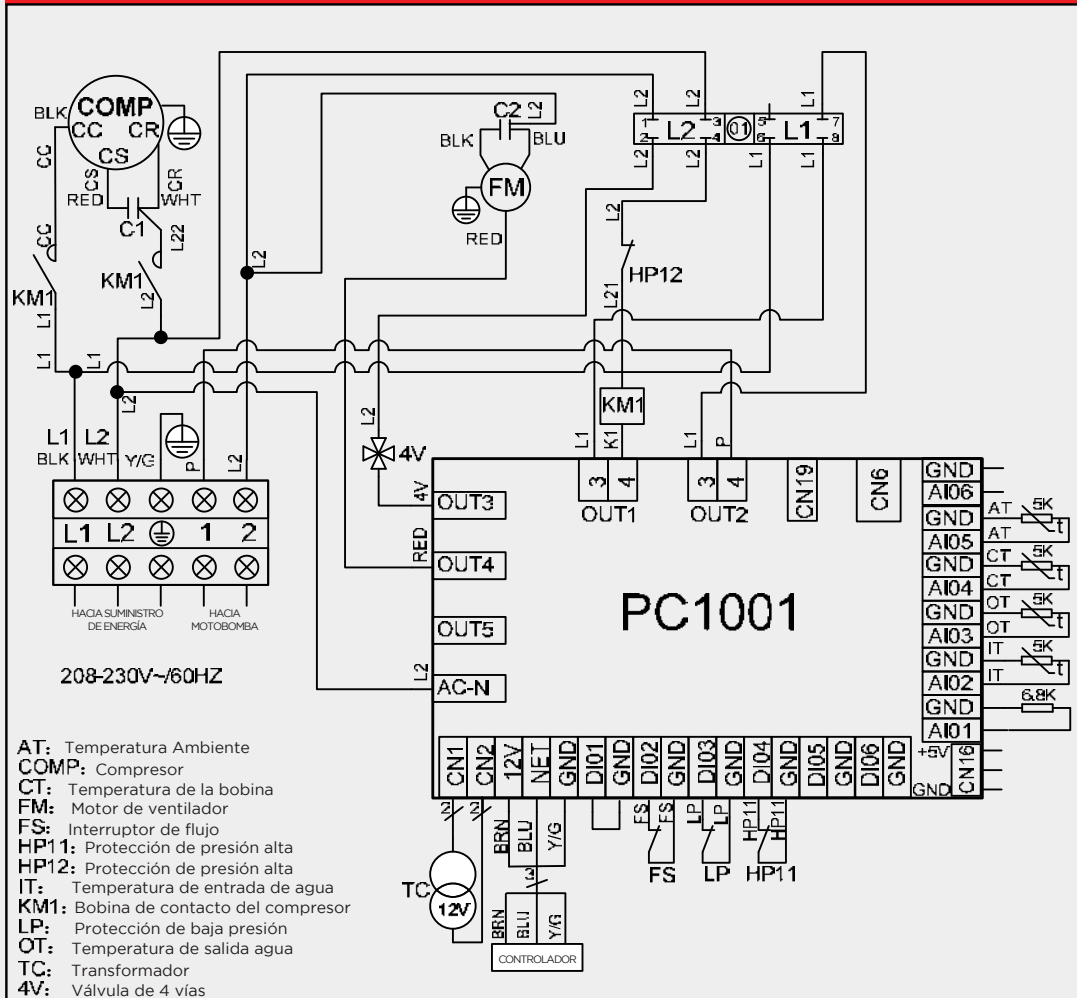 COMP
BLK
CC
CR
CS
CC
CS
RED
CR
WHT
C1
L22
CC
KM1
KM1
L2
L1
L1
L1
L2
L2
C2
L2
BLK
BLU
FM
RED
L2
L2
L1
1
2
L2
3
4
01
5
6
L1
7
8
L2
L2
L1
L1
L2
HP12
L21
KM1
L1
K1
L1
P
L2
4V
4V
RED
L2
L1
L2
BLK
WHT
Y/G
P
L2
L1
L2
1
2
HACIA SUMINISTRO
DE ENERGÍA
HACIA
MOTOBOMBA
208-230V~/60HZ
3
4
OUT1
3
4
OUT2
CN19
CN6
OUT3
OUT4
OUT5
AC-N
PC1001
GND
AI06
GND
AI05
GND
AI04
GND
AI03
GND
AI02
GND
AI01
+5V
GND
CN16
AT
5K
t
AT
CT
5K
t
CT
OT
5K
t
OT
IT
5K
t
IT
6.8K
CN1
CN2
12V
NET
GND
DI01
GND
DI02
GND
DI03
GND
DI04
GND
DI05
GND
DI06
GND
2
2
BRN
BLU
Y/G
3
FS
FS
LP
LP
HP11
HP11
FS
LP
HP11
TC
12V
BRN
BLU
Y/G
CONTROLADOR
AT: Temperatura Ambiente
COMP: Compresor
CT: Temperatura de la bobina
FM: Motor de ventilador
FS: Interruptor de flujo
HP11: Protección de presión alta
HP12: Protección de presión alta
IT: Temperatura de entrada de agua
KM1: Bobina de contacto del compresor
LP: Protección de baja presión
OT: Temperatura de salida agua
TC: Transformador
4V: Válvula de 4 vías